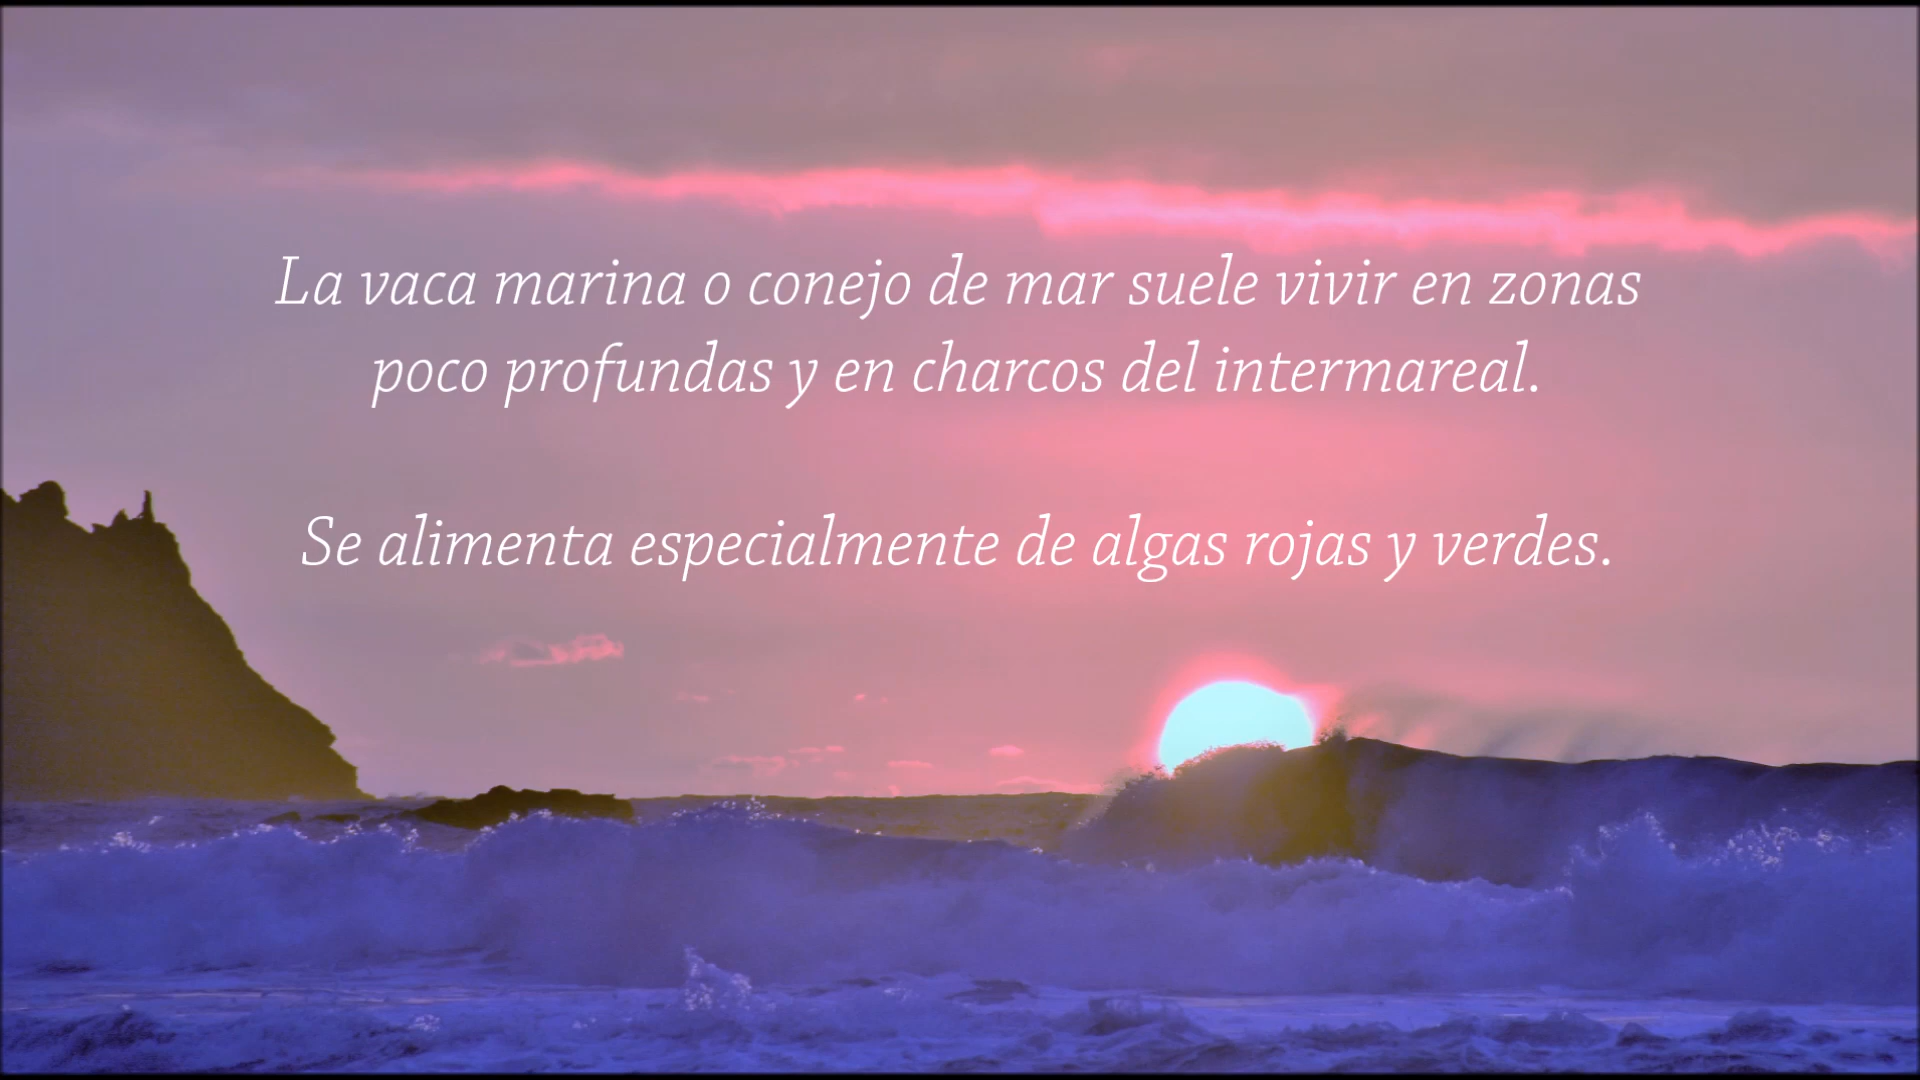 La vaca marina o conejo de mar suele vivir en zonas
poco profundas y en charcos del intermareal.
Se alimenta especialmente de algas rojas y verdes.